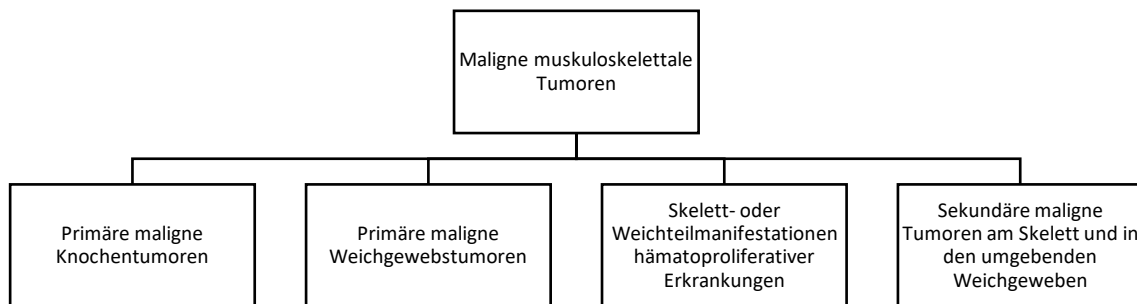 Maligne muskuloskelettale
Tumoren
Primäre maligne
Knochentumoren
Primäre maligne
Weichgewebstumoren
Skelett- oder
Weichteilmanifestationen
hämatoproliferativer
Erkrankungen
Sekundäre maligne
Tumoren am Skelett und in
den umgebenden
Weichgeweben